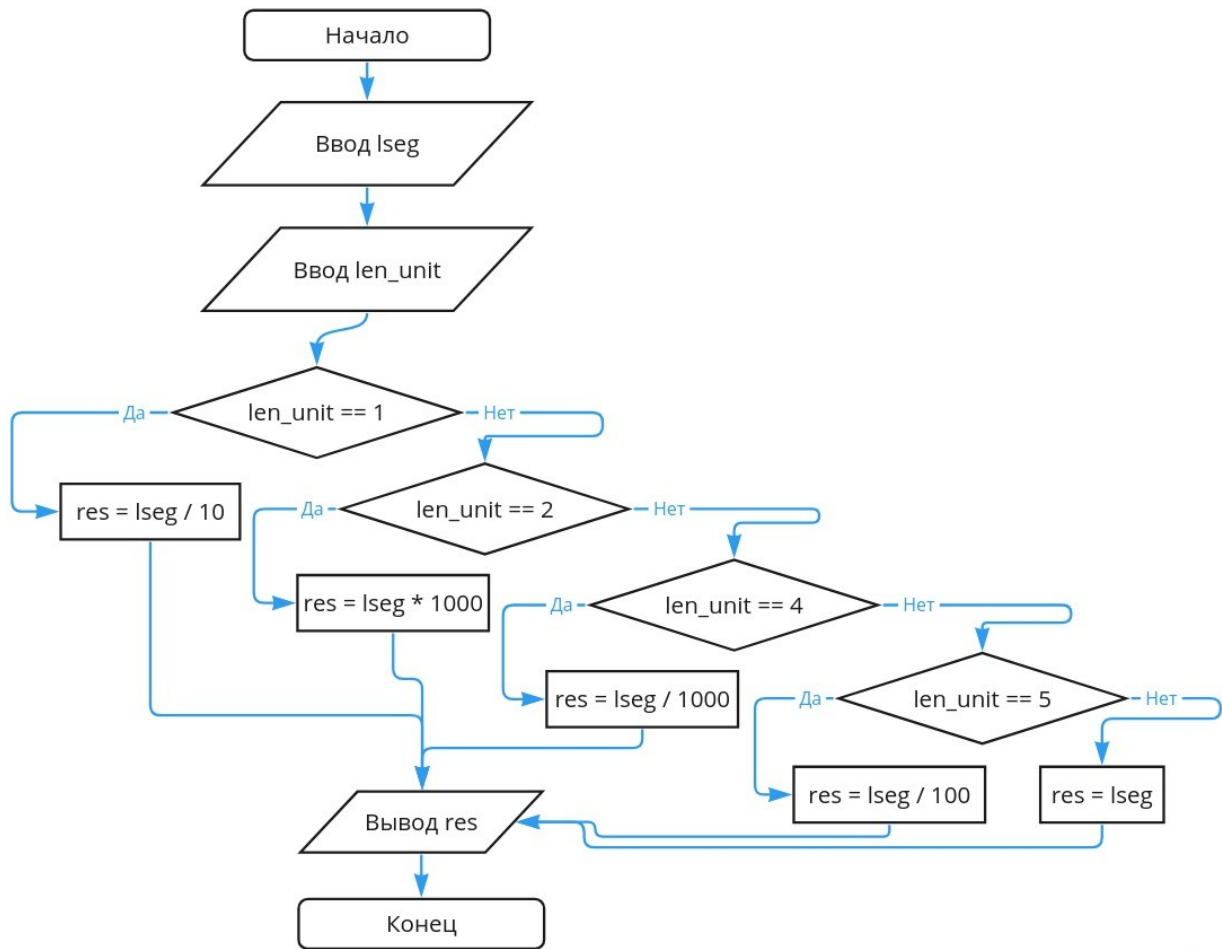 Начало
Ввод lseg
Ввод len_unit
Да
len_unit == 1
Нет
res = lseg / 10
Да
len_unit == 2
Нет
res = lseg * 1000
Да
len_unit == 4
Нет
res = lseg / 1000
Да
len_unit == 5
Нет
res = lseg / 100
res = lseg
Вывод res
Конец